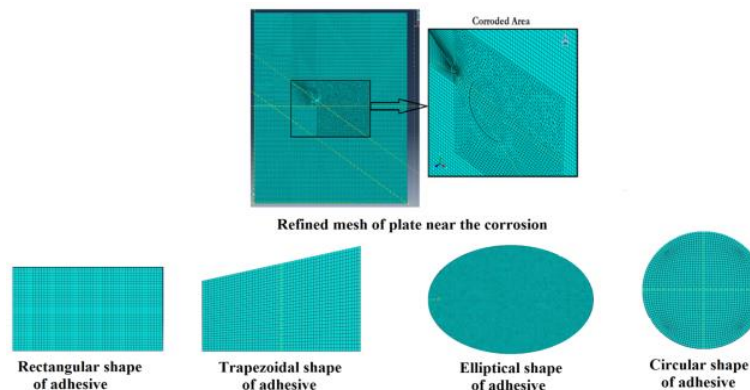 Corroded Area
Refined mesh of plate near the corrosion
Rectangular shape
of adhesive
Trapezoidal shape
of adhesive
Elliptical shape
of adhesive
Circular shape
of adhesive